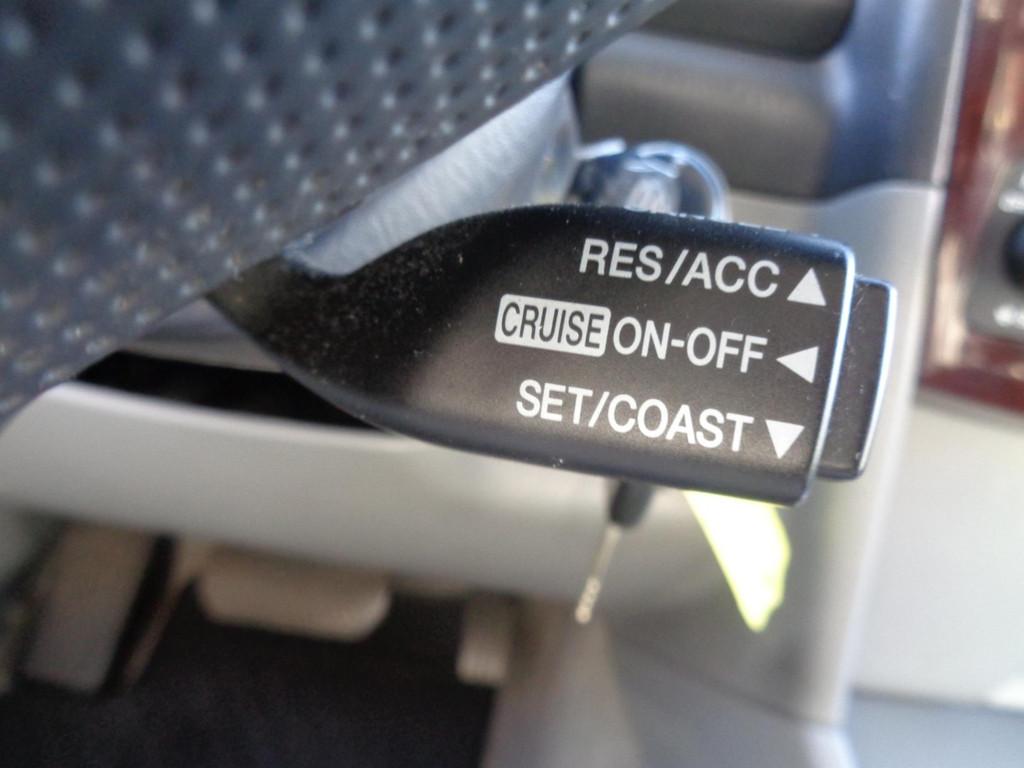 RES/ACC ▲
CRUISE ON-OFF ◀
SET/COAST ▼